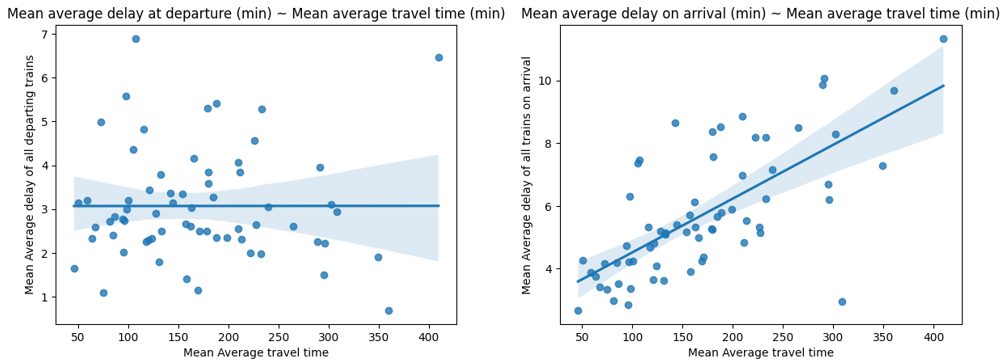 Mean average delay at departure (min) ~ Mean average travel time (min)
Mean Average delay of all departing trains
7
6
5
4
3
2
1
50 100 150 200 250 300 350 400
Mean Average travel time
Mean average delay on arrival (min) ~ Mean average travel time (min)
Mean Average delay of all trains on arrival
10
8
6
4
50 100 150 200 250 300 350 400
Mean Average travel time